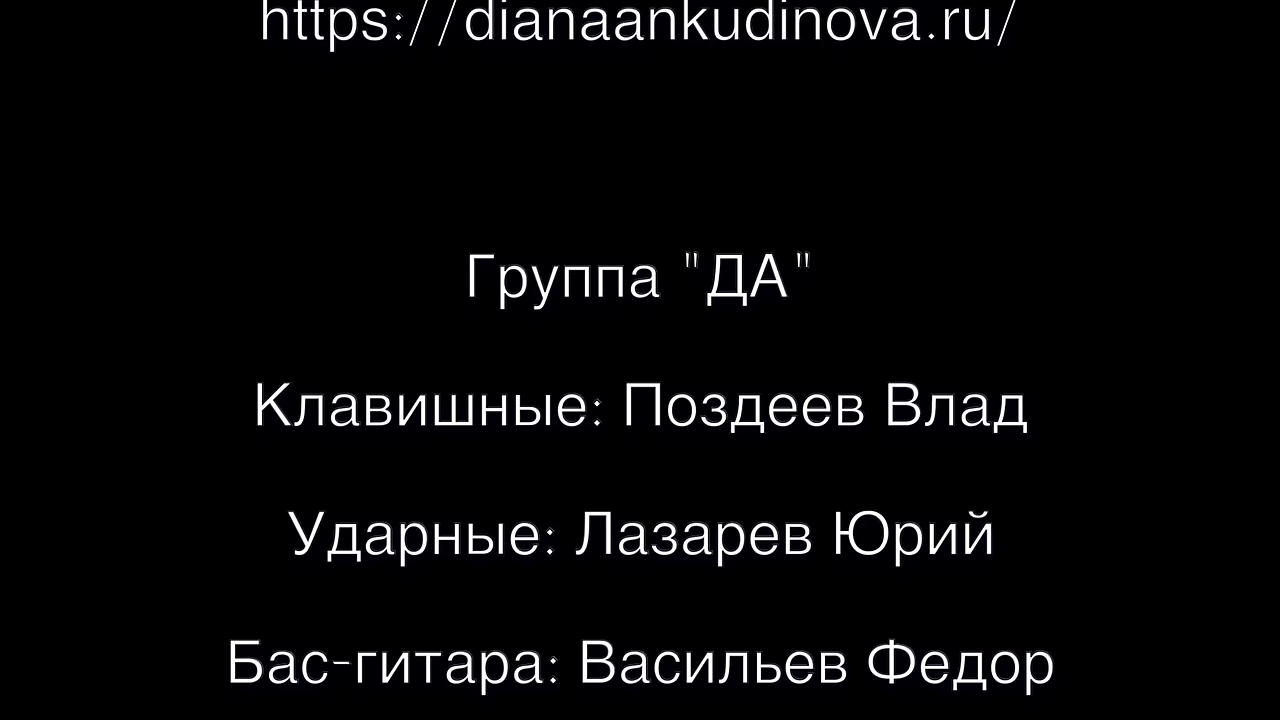 https://dianaankudinova.ru/
Группа "ДА"
Клавишные: Поздеев Влад
Ударные: Лазарев Юрий
Бас-гитара: Васильев Федор